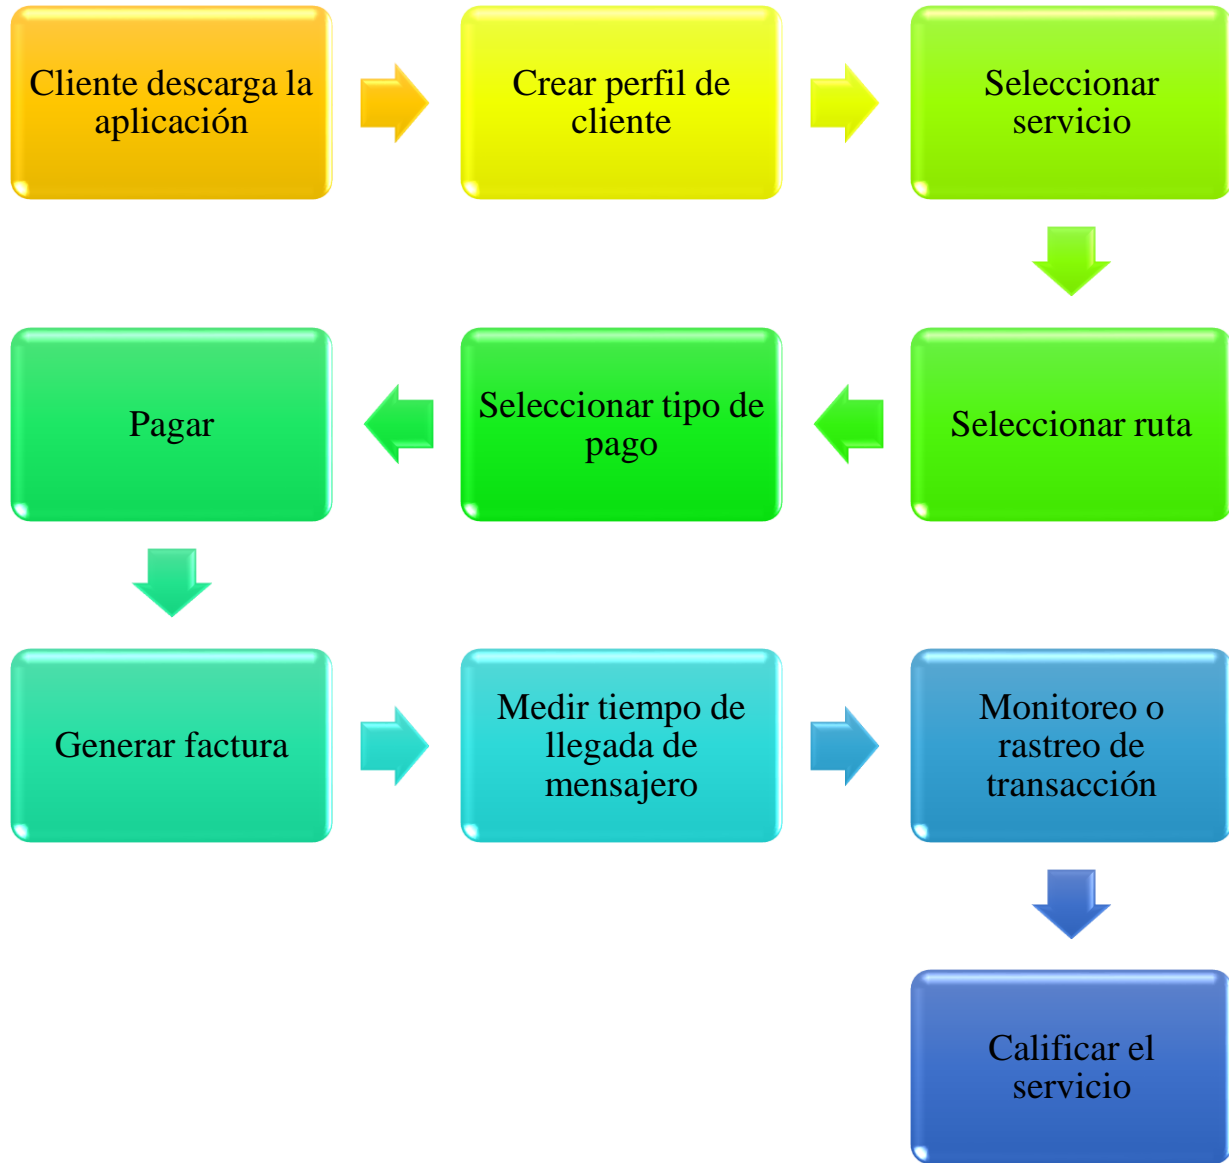 Cliente descarga la
aplicación
Crear perfil de
cliente
Seleccionar
servicio
Seleccionar ruta
Seleccionar tipo de
pago
Pagar
Generar factura
Medir tiempo de
llegada de
mensajero
Monitoreo o
rastreo de
transacción
Calificar el
servicio